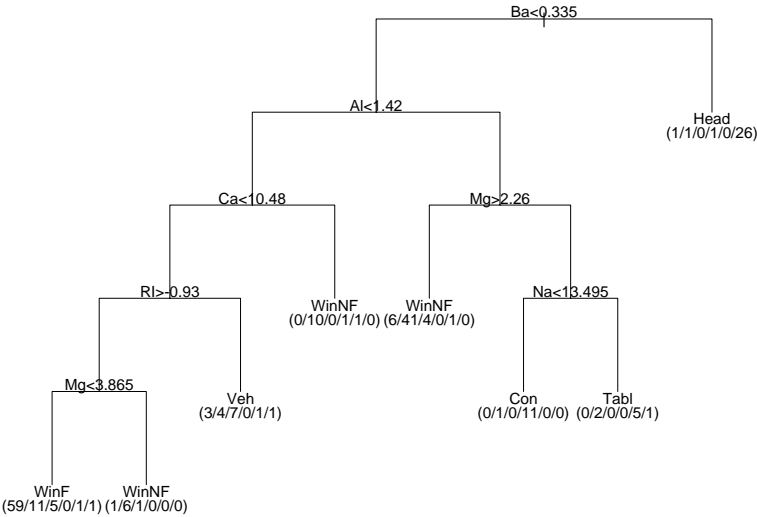 Ba<0.335
Al<1.42
Head
(1/1/0/1/0/26)
Ca<10.48
Mg>2.26
RI>-0.93
WinNF
(0/10/0/1/1/0)
WinNF
(6/41/4/0/1/0)
Na<13.495
Mg<3.865
Veh
(3/4/7/0/1/1)
Con
(0/1/0/11/0/0)
Tabl
(0/2/0/0/5/1)
WinF
(59/11/5/0/1/1)
WinNF
(1/6/1/0/0/0)